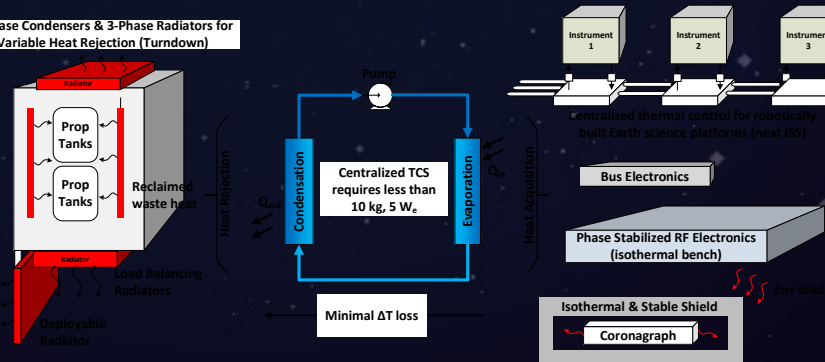 ase Condensers & 3-Phase Radiators for
Variable Heat Rejection (Turndown)
Radiator
Prop
Tanks
Prop
Tanks
Reclaimed
waste heat
Radiator
Load Balancing
Radiators
Deployable
Radiator
Heat Rejection
Qout
Condensation
Pump
Centralized TCS
requires less than
10 kg, 5 We
Evaporation
Qin
Heat Acquisition
Minimal ΔT loss
Instrument
1
Instrument
2
Instrument
3
Centralized thermal control for robotically
built Earth science platforms (next ISS)
Bus Electronics
Phase Stabilized RF Electronics
(isothermal bench)
Env load
Isothermal & Stable Shield
Coronagraph